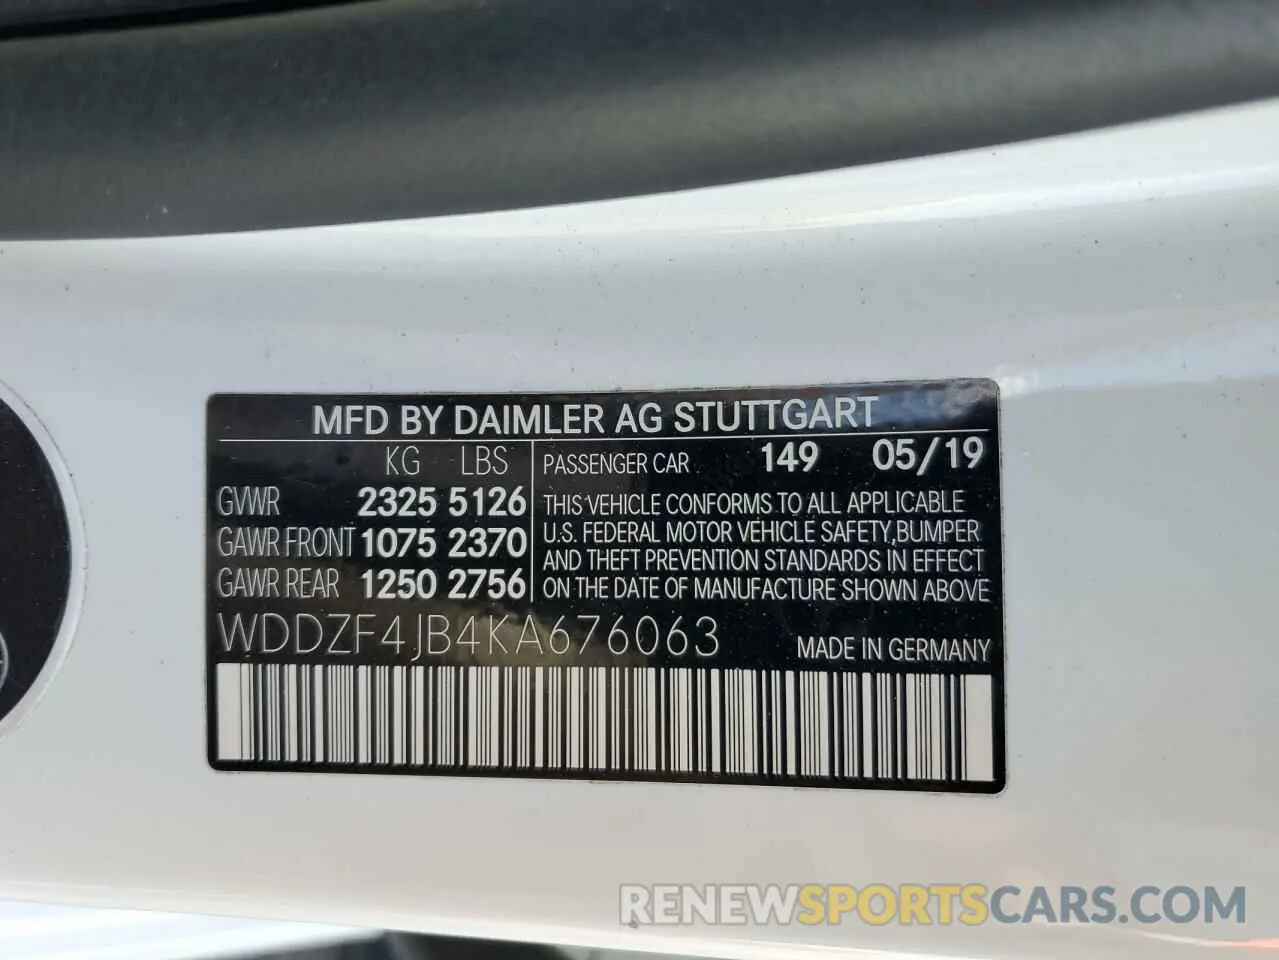 MFD BY DAIMLER AG STUTTGART
KG LBS
GVWR 2325 5126
GAWR FRONT 1075 2370
GAWR REAR 1250 2756
PASSENGER CAR 149 05/19
THIS VEHICLE CONFORMS TO ALL APPLICABLE
U.S. FEDERAL MOTOR VEHICLE SAFETY, BUMPER
AND THEFT PREVENTION STANDARDS IN EFFECT
ON THE DATE OF MANUFACTURE SHOWN ABOVE
WDDZF4JB4KA676063
MADE IN GERMANY
RENEWSPORTSCARS.COM